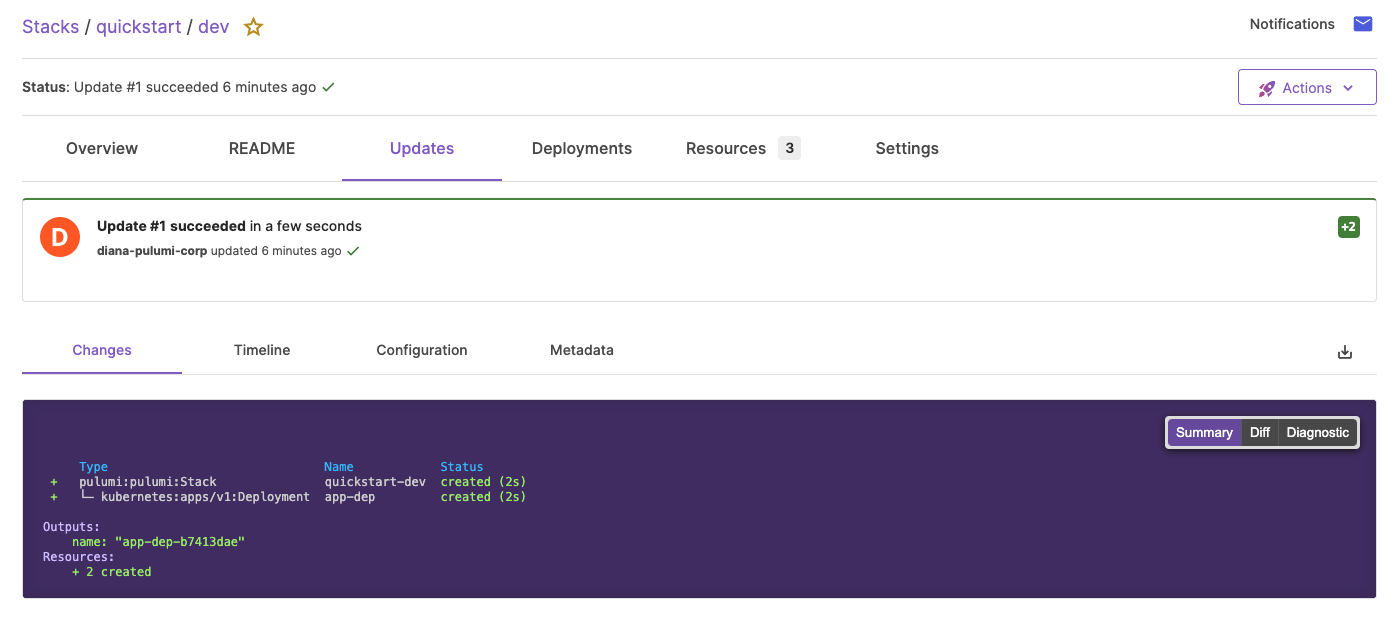 Stacks / quickstart / dev
Notifications
Status: Update #1 succeeded 6 minutes ago
Actions
Overview README Updates Deployments Resources 3 Settings
D
Update #1 succeeded in a few seconds
+2
diana-pulumi-corp updated 6 minutes ago
Changes Timeline Configuration Metadata
Summary Diff Diagnostic
Type Name Status
+ pulumi:pulumi:Stack quickstart-dev created (2s)
+ └─ kubernetes:apps/v1:Deployment app-dep created (2s)
Outputs:
name: "app-dep-b7413dae"
Resources:
+ 2 created